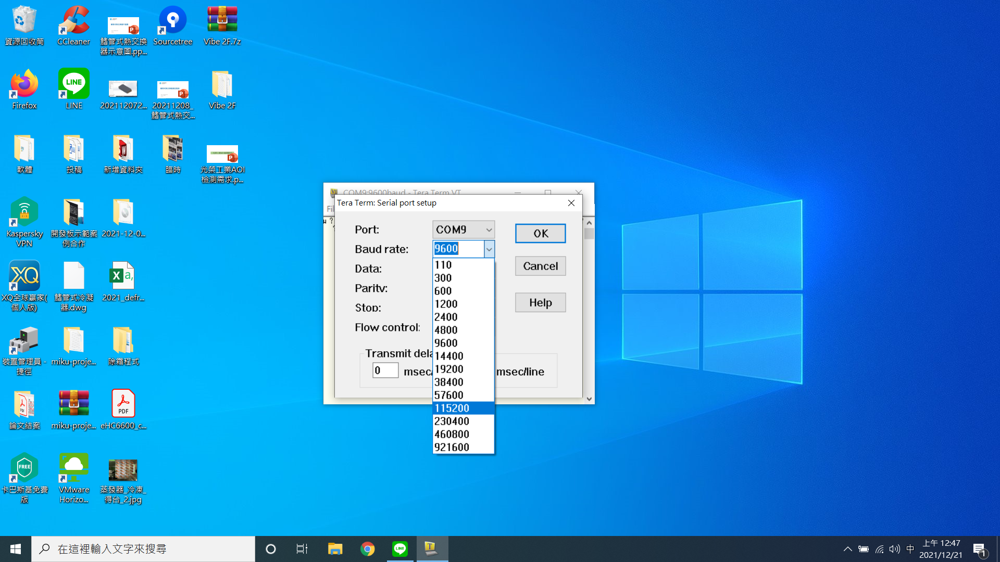 資源回收筒
CCleaner
鰭管式熱交換
器示意圖.pp...
Sourcetree
Vibe 2F.7z
Firefox
LINE
LINE
202112072...
20211208_
鰭管式熱交...
Vibe 2F
軟體
投稿
新增資料夾
臨時
光榮工業AOI
檢測需求.p...
Kaspersky
VPN
開發板示範案
例合作
2021-12-0...
XQ
XQ全球贏家(
個人版)
鰭管式冷凝
器.dwg
2021_defr...
裝置管理員 -
捷徑
miku-proje...
除霜程式
論文結案
miku-proje...
PDF
eHC6600_c...
FREE
卡巴斯基免費
版
VMware
Horizo...
蒸發器_冷凍_
得台_2.jpg
COM9:9600baud - Tera Term VT
Fil
Tera Term: Serial port setup
Port:
COM9
OK
Baud rate:
9600
Cancel
Data:
Parity:
Help
Stop:
Flow control:
110
300
600
1200
2400
4800
9600
14400
19200
38400
57600
115200
230400
460800
921600
Transmit dela
0
msec/
msec/line
在這裡輸入文字來搜尋
LINE
中
上午 12:47
2021/12/21
1